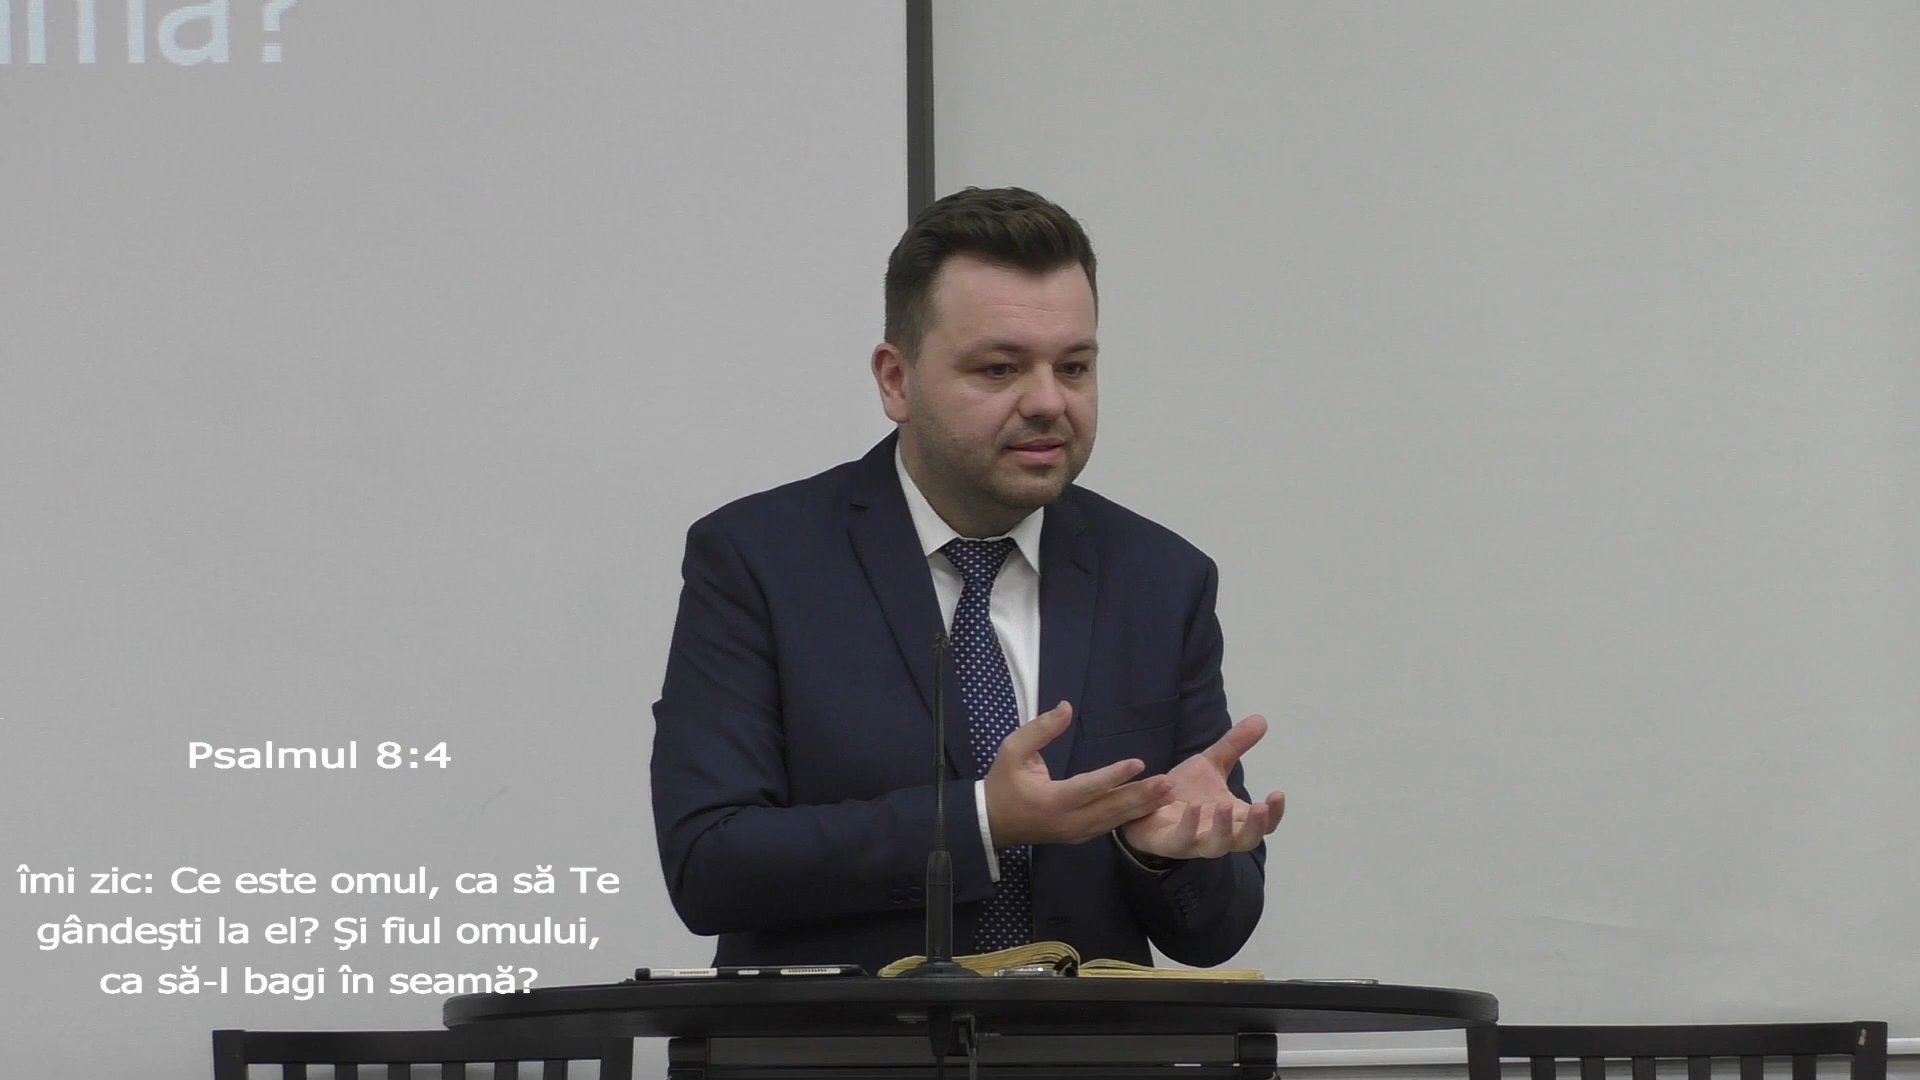 Psalmul 8:4
îmi zic: Ce este omul, ca să Te
gândeşti la el? Şi fiul omului,
ca să-l bagi în seamă?